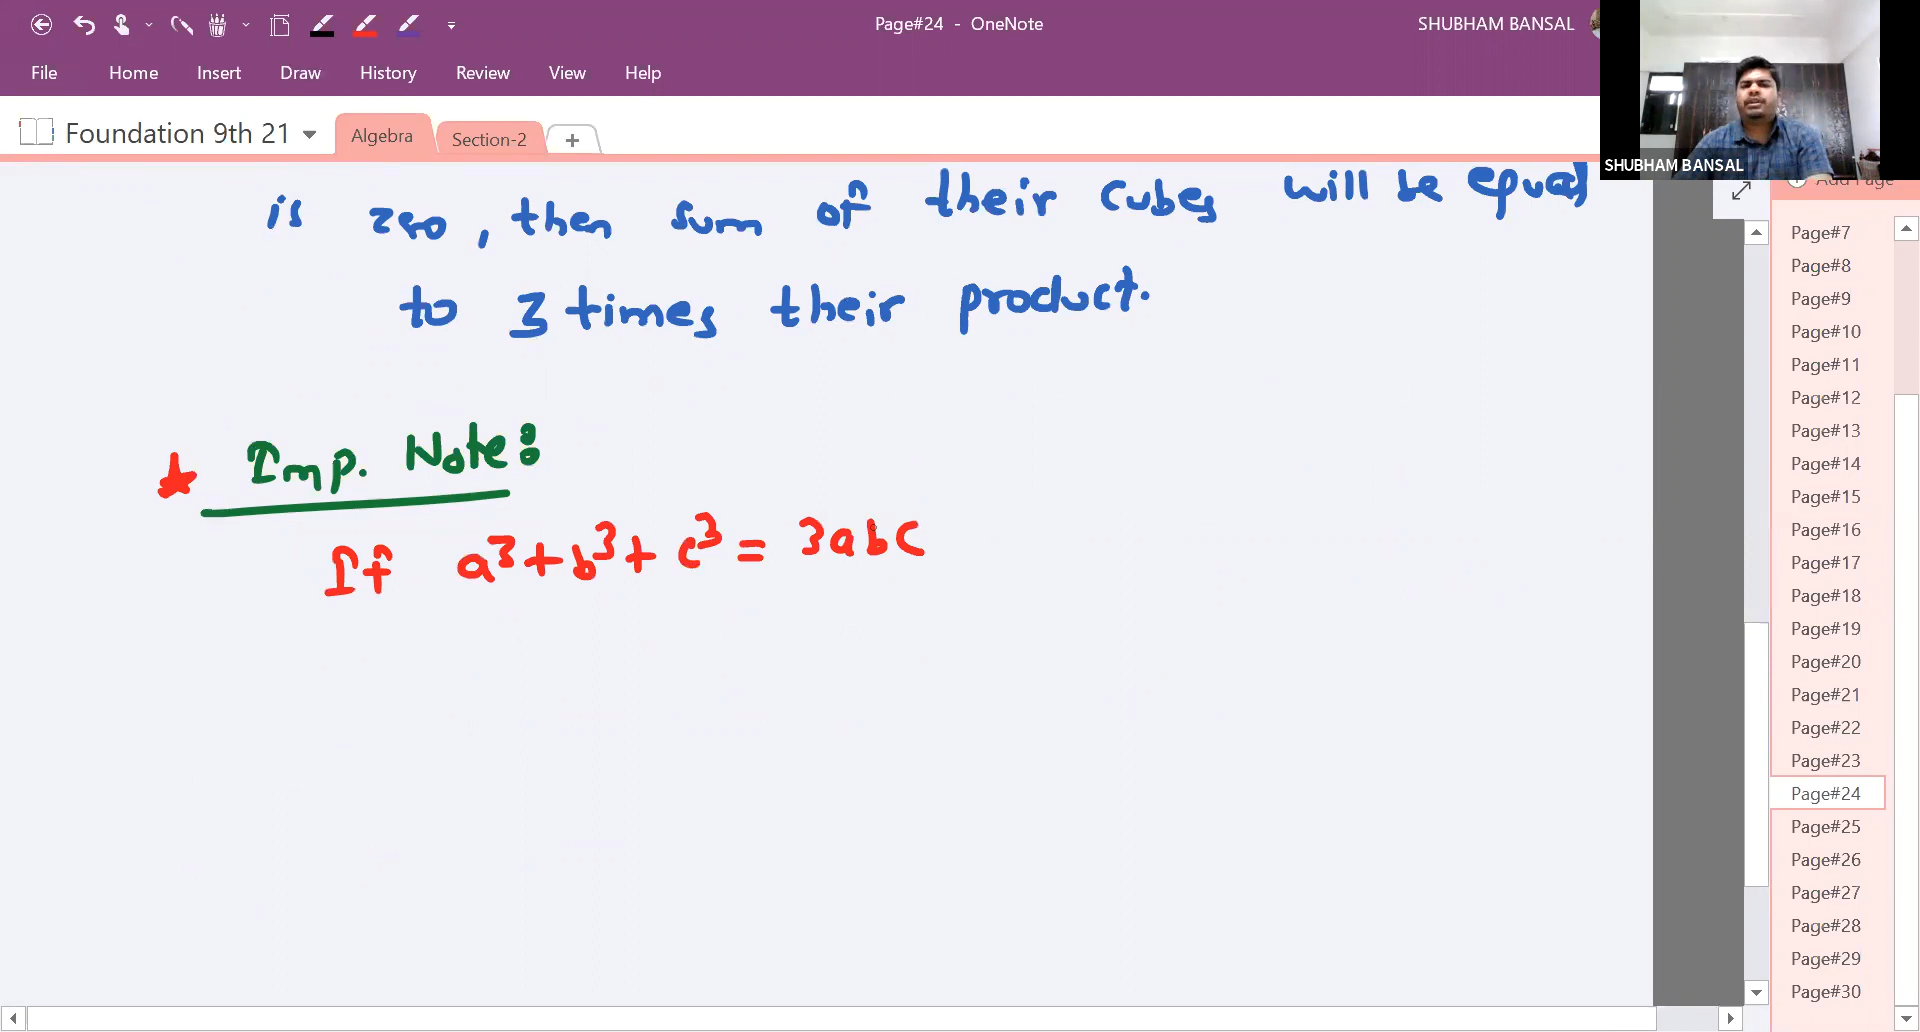 Page#24 - OneNote
SHUBHAM BANSAL
File Home Insert Draw History Review View Help
Foundation 9th 21
Algebra
Section-2
SHUBHAM BANSAL
Add Page
is zero, then sum of their cubes will be equal
to 3 times their product.
Imp. Note:
If a³+b³+c³ = 3abc
Page#7
Page#8
Page#9
Page#10
Page#11
Page#12
Page#13
Page#14
Page#15
Page#16
Page#17
Page#18
Page#19
Page#20
Page#21
Page#22
Page#23
Page#24
Page#25
Page#26
Page#27
Page#28
Page#29
Page#30